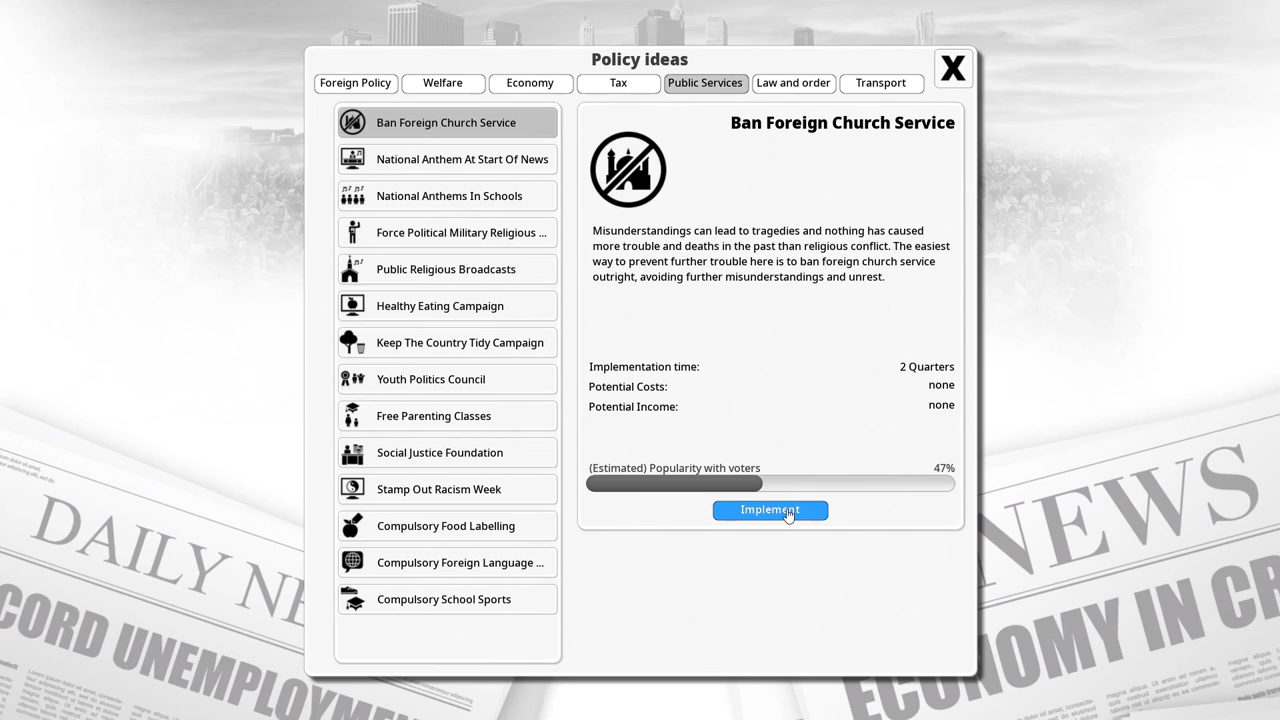 Policy ideas
X
Foreign Policy
Welfare
Economy
Tax
Public Services
Law and order
Transport
Ban Foreign Church Service
National Anthem At Start Of News
National Anthems In Schools
Force Political Military Religious ...
Public Religious Broadcasts
Healthy Eating Campaign
Keep The Country Tidy Campaign
Youth Politics Council
Free Parenting Classes
Social Justice Foundation
Stamp Out Racism Week
Compulsory Food Labelling
Compulsory Foreign Language ...
Compulsory School Sports
Ban Foreign Church Service
Misunderstandings can lead to tragedies and nothing has caused
more trouble and deaths in the past than religious conflict. The easiest
way to prevent further trouble here is to ban foreign church service
outright, avoiding further misunderstandings and unrest.
Implementation time: 2 Quarters
Potential Costs: none
Potential Income: none
(Estimated) Popularity with voters 47%
Implement
DAILY NE
CORD UNEMPLOYM
NEWS
ECONOMY IN CR